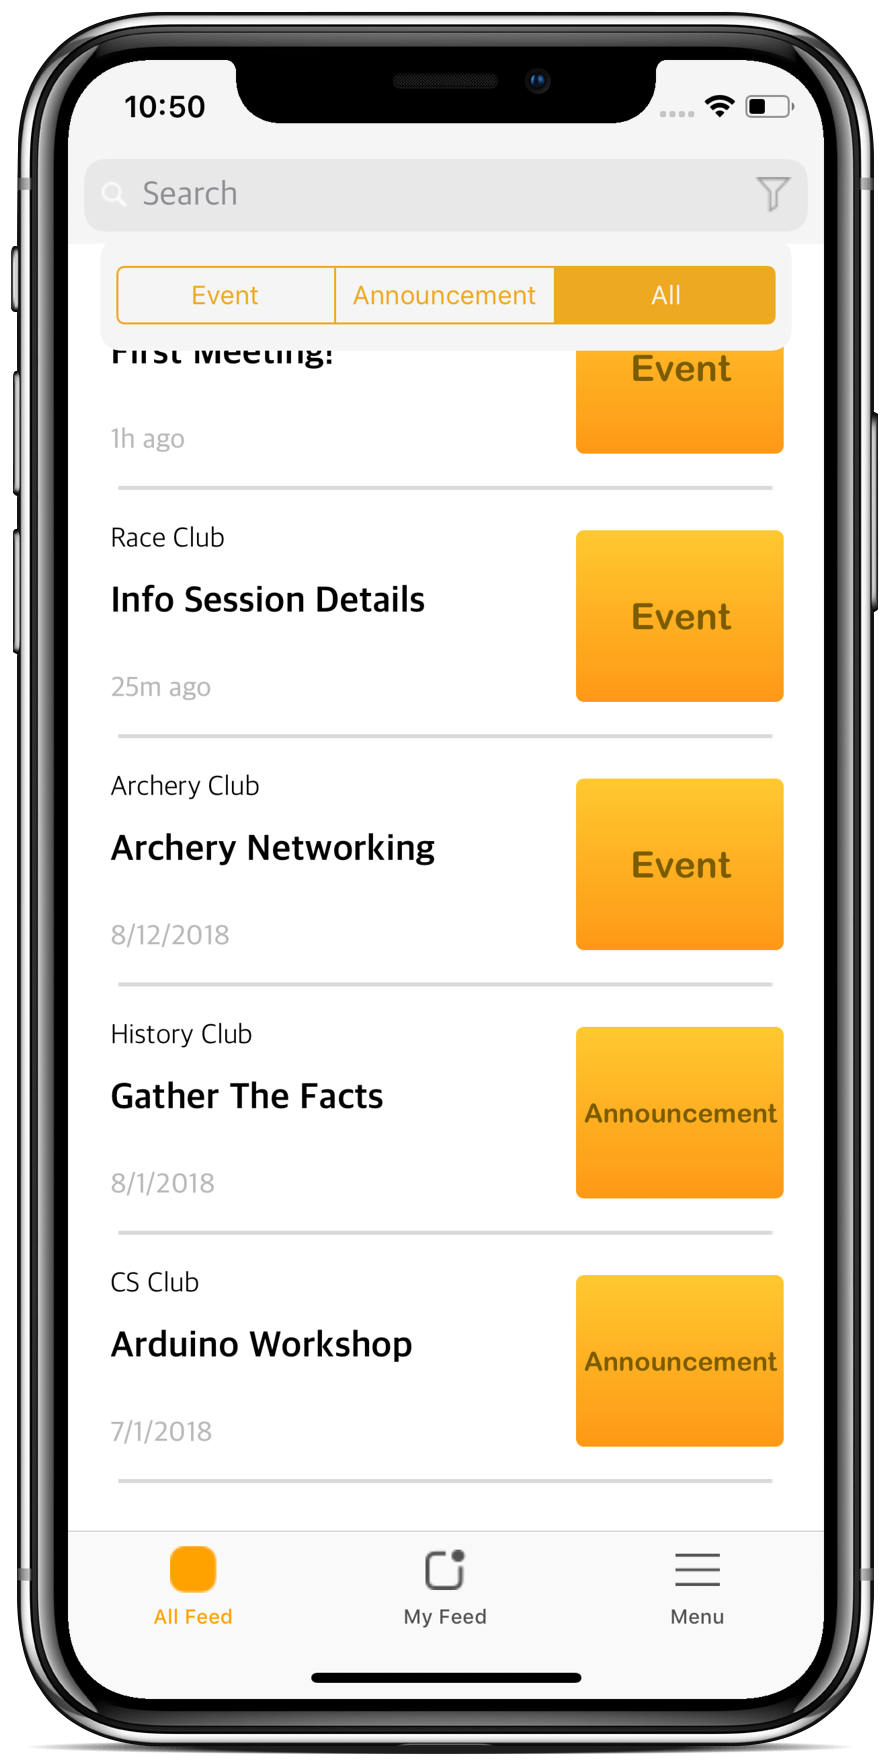 10:50
Search
Event
Announcement
All
First Meeting!
Event
1h ago
Race Club
Info Session Details
Event
25m ago
Archery Club
Archery Networking
Event
8/12/2018
History Club
Gather The Facts
Announcement
8/1/2018
CS Club
Arduino Workshop
Announcement
7/1/2018
All Feed
My Feed
Menu